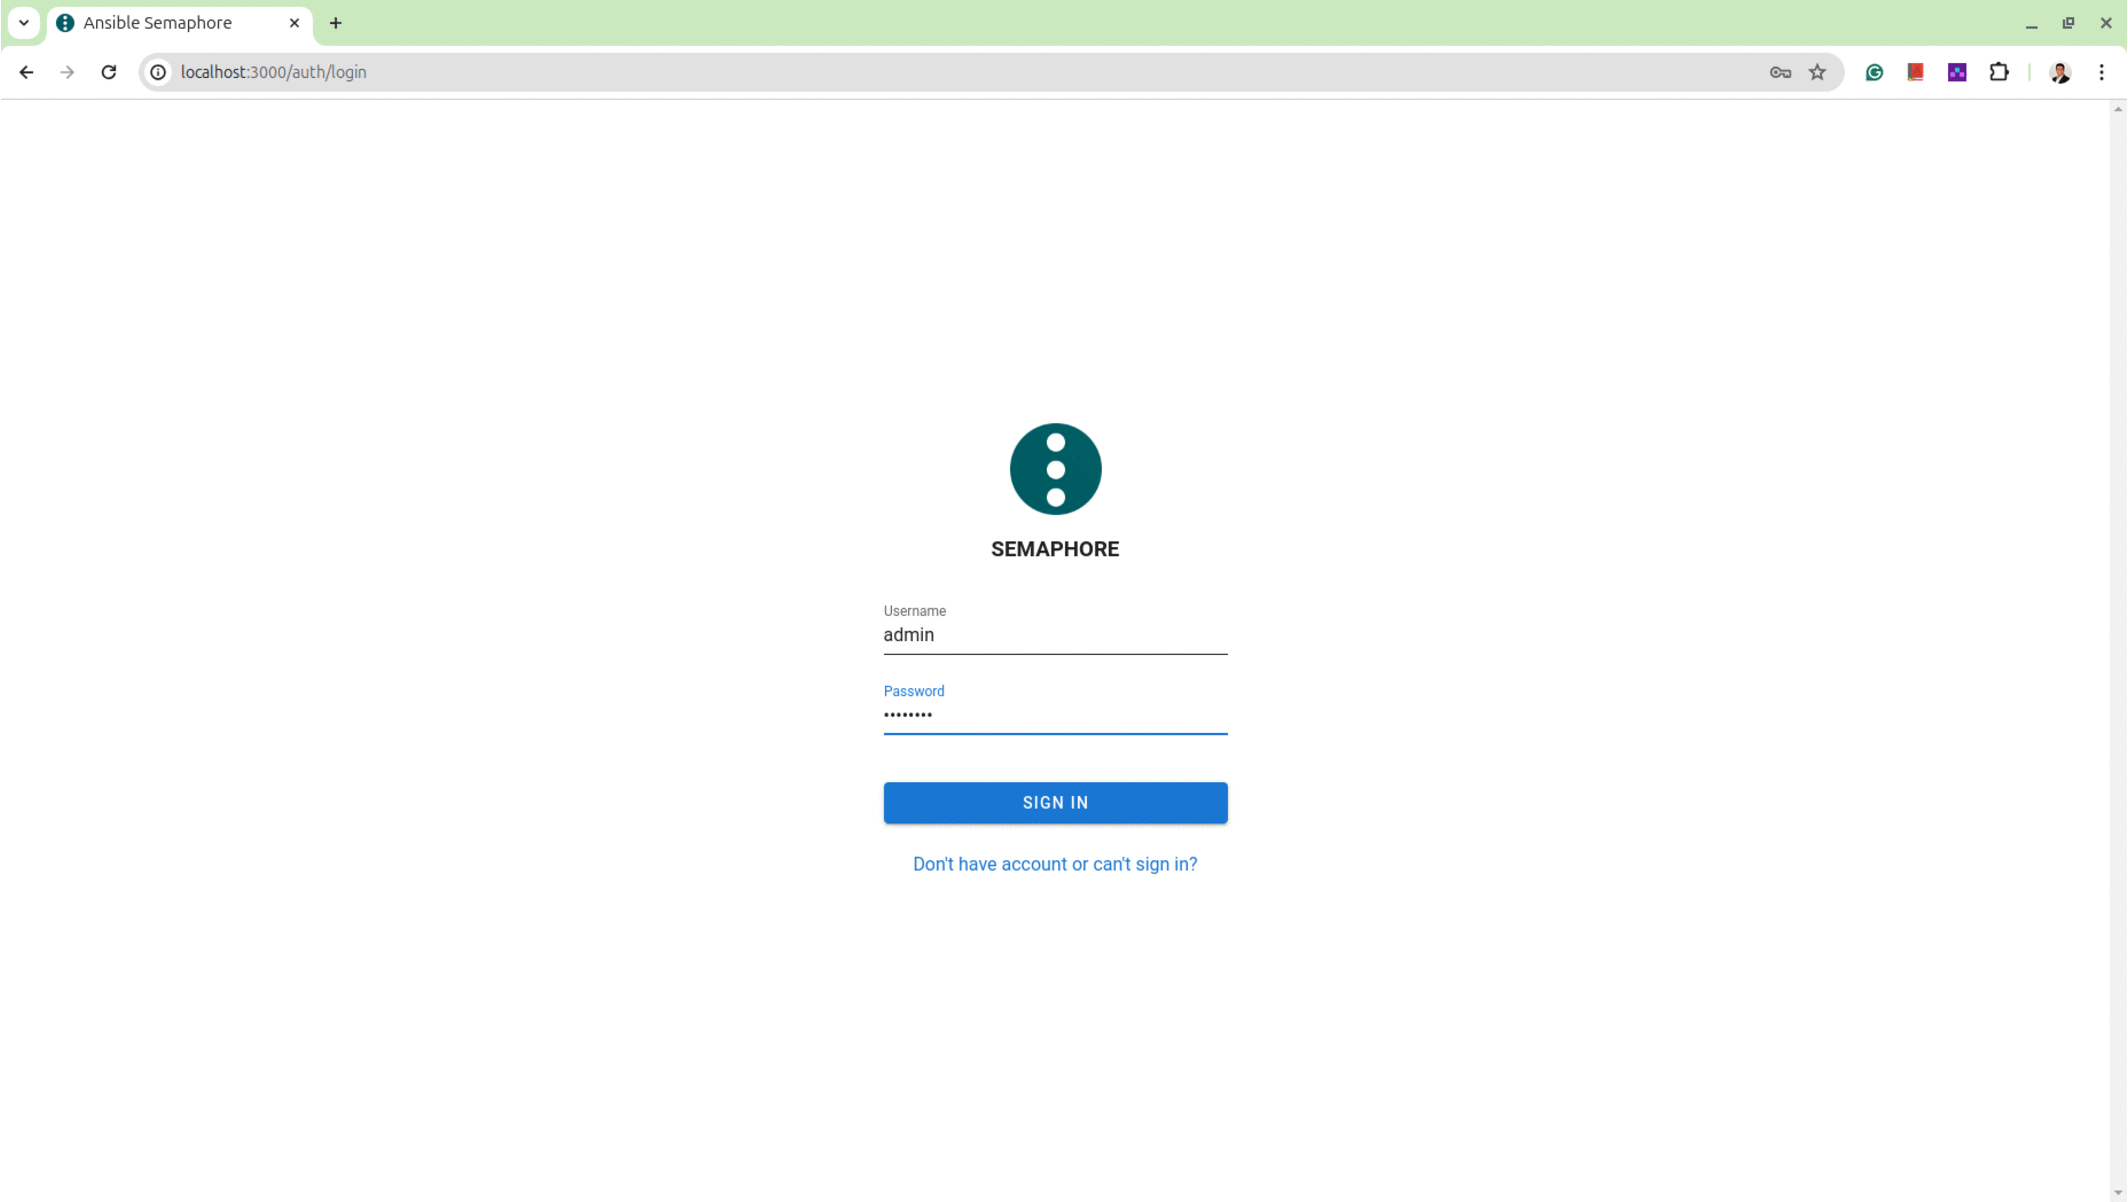 Ansible Semaphore
localhost:3000/auth/login
SEMAPHORE
Username
admin
Password
••••••••
SIGN IN
Don't have account or can't sign in?